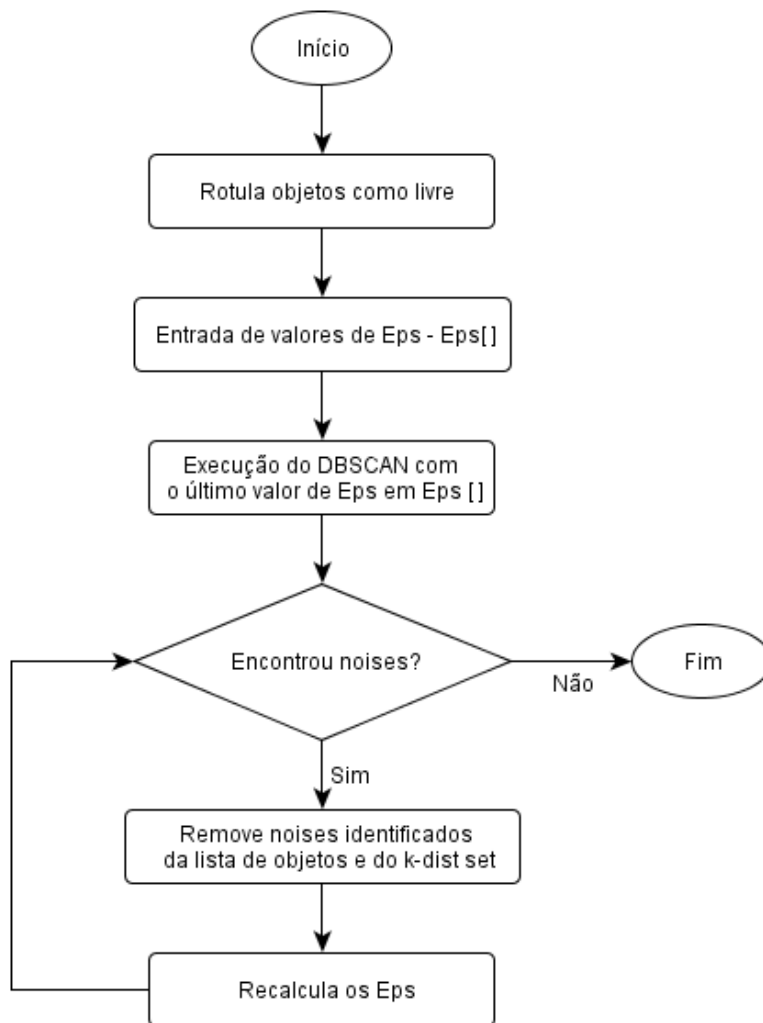 Início
Rotula objetos como livre
Entrada de valores de Eps - Eps[]
Execução do DBSCAN com
o último valor de Eps em Eps []
Encontrou noises?
Não
Fim
Sim
Remove noises identificados
da lista de objetos e do k-dist set
Recalcula os Eps